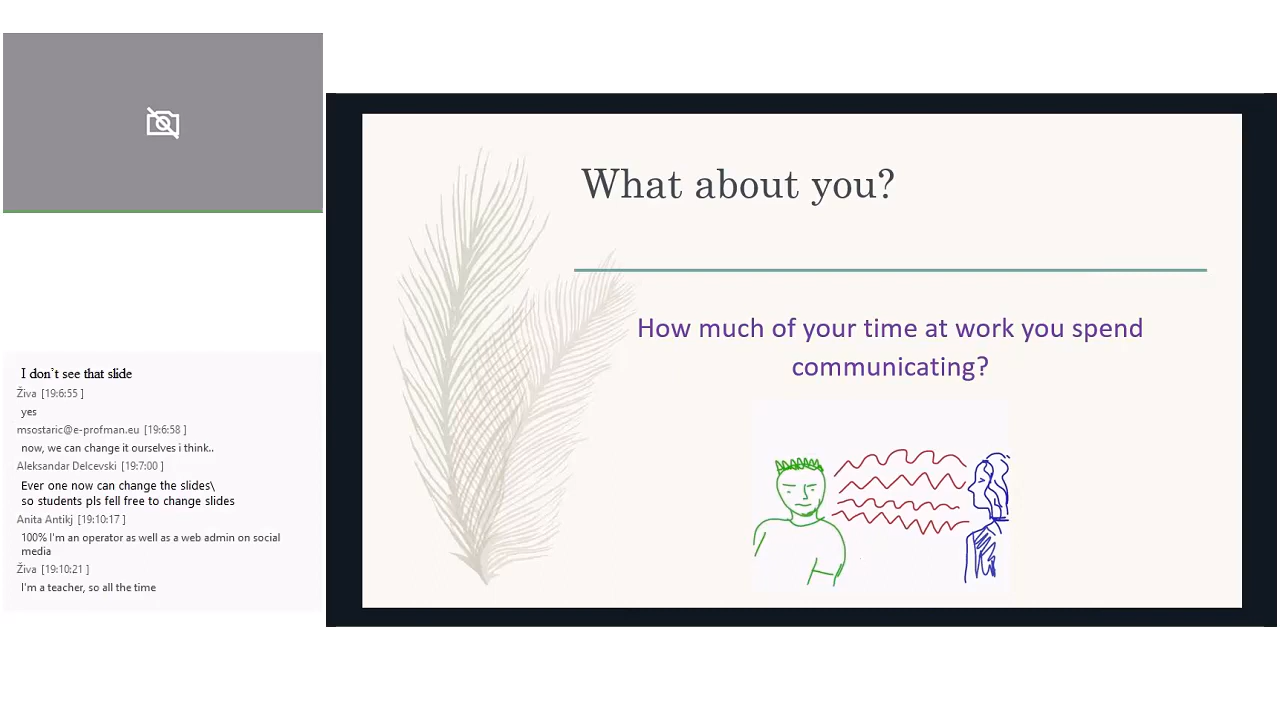 I don't see that slide
Živa [19:6:55 ]
yes
msostaric@e-profman.eu [19:6:58 ]
now, we can change it ourselves i think..
Aleksandar Delcevski [19:7:00 ]
Ever one now can change the slides\
so students pls fell free to change slides
Anita Antikj [19:10:17 ]
100% I'm an operator as well as a web admin on social
media
Živa [19:10:21 ]
I'm a teacher, so all the time
What about you?
How much of your time at work you spend
communicating?